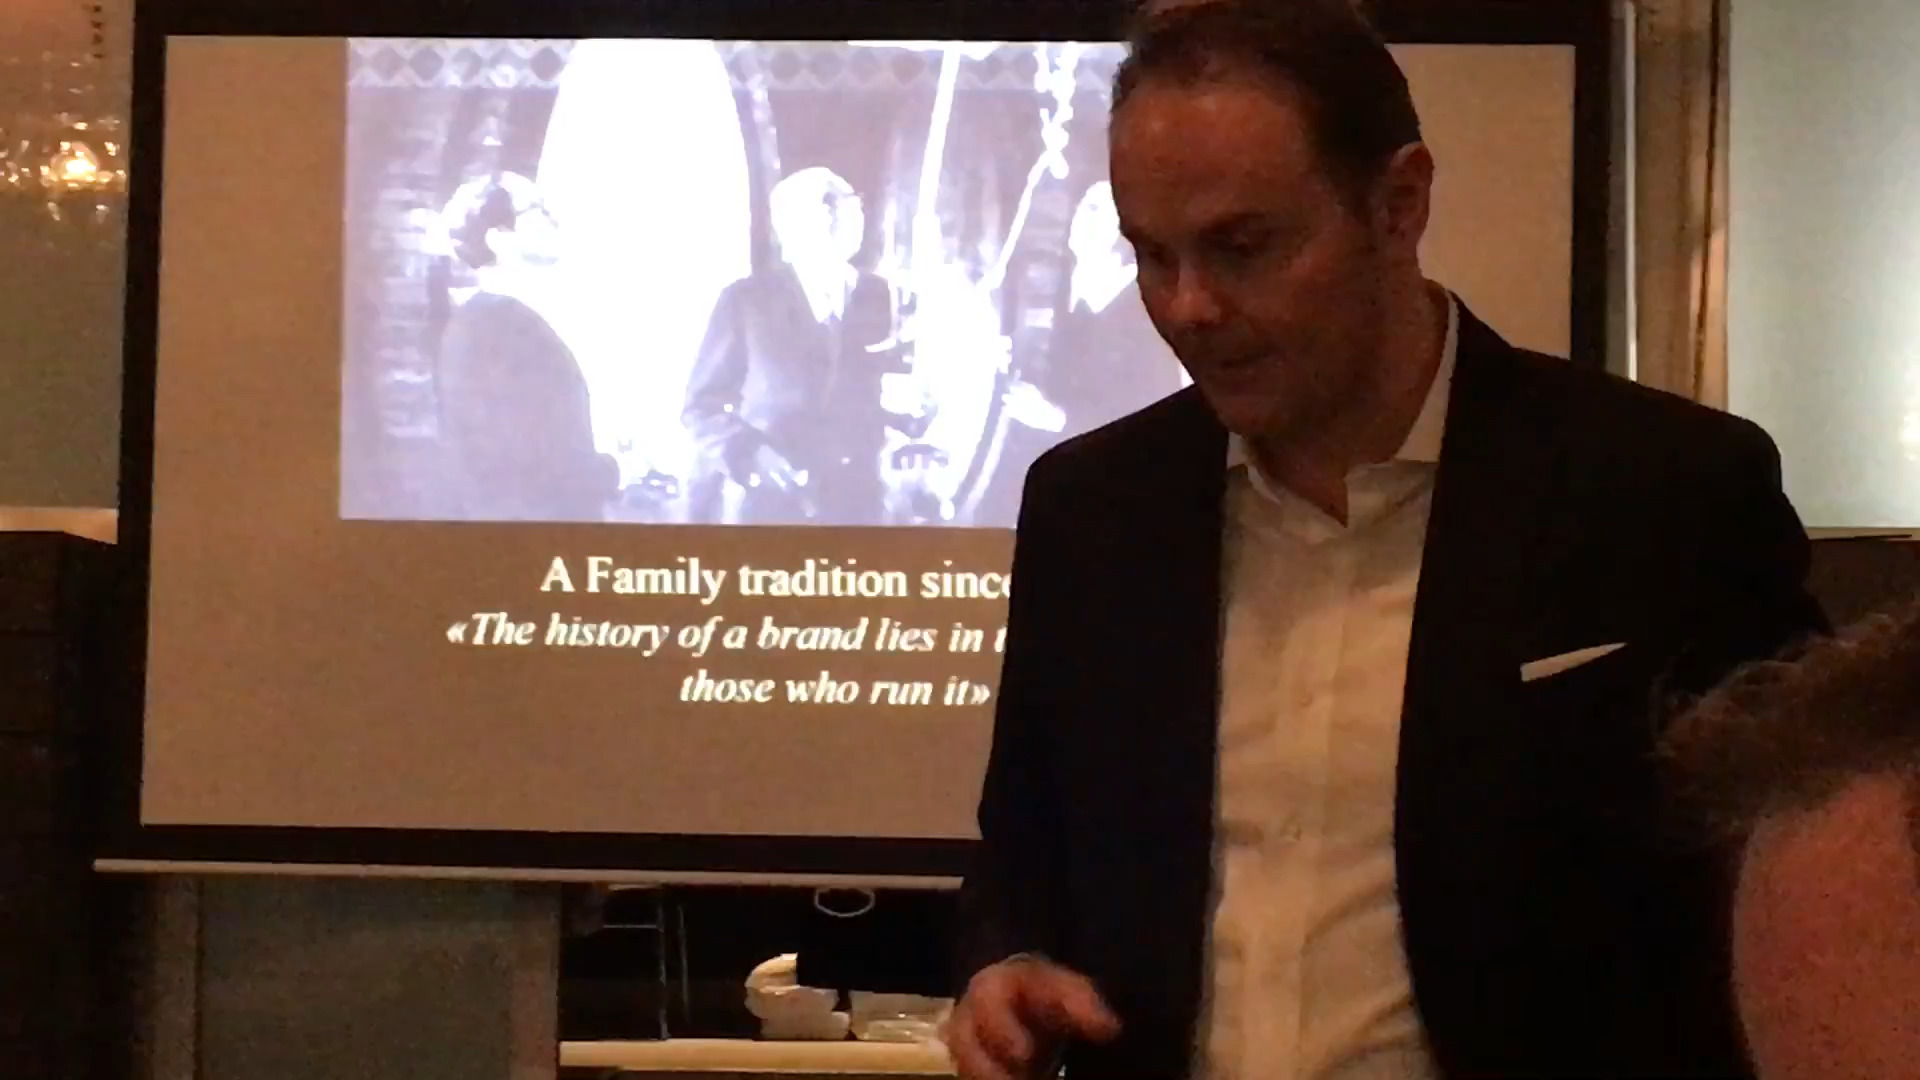 A Family tradition since
«The history of a brand lies in
those who run it»